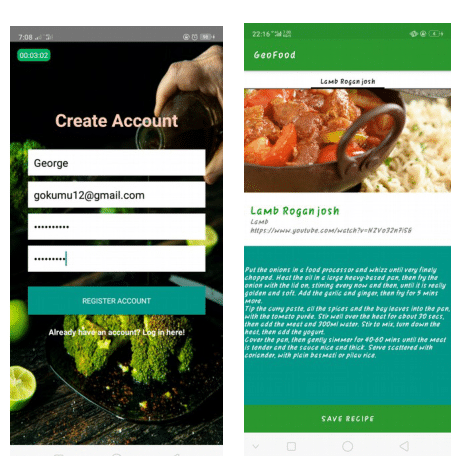 7:08
00:03:02
Create Account
George
gokumu12@gmail.com
REGISTER ACCOUNT
Already have an account? Log in here!
22:16
GeoFood
Lamb Rogan josh
Lamb Rogan josh
Lamb
Put the onions in a food processor and whizz until very finely
chopped. Heat the oil in a large heavy-based pan, then fry the
onion with the lid on, stirring every now and then, until it is really
golden and soft. Add the garlic and ginger, then fry for 5 mins
more.
Tip the curry paste, all the spices and the bay leaves into the pan,
with the tomato purée. Stir well over the heat for about 30 secs,
then add the meat and 300ml water. Stir to mix, turn down the
heat, then add the yogurt.
Cover the pan, then gently simmer for 40-60 mins until the meat
is tender and the sauce nice and thick. Serve scattered with
coriander, with plain basmati or pilau rice.
SAVE RECIPE